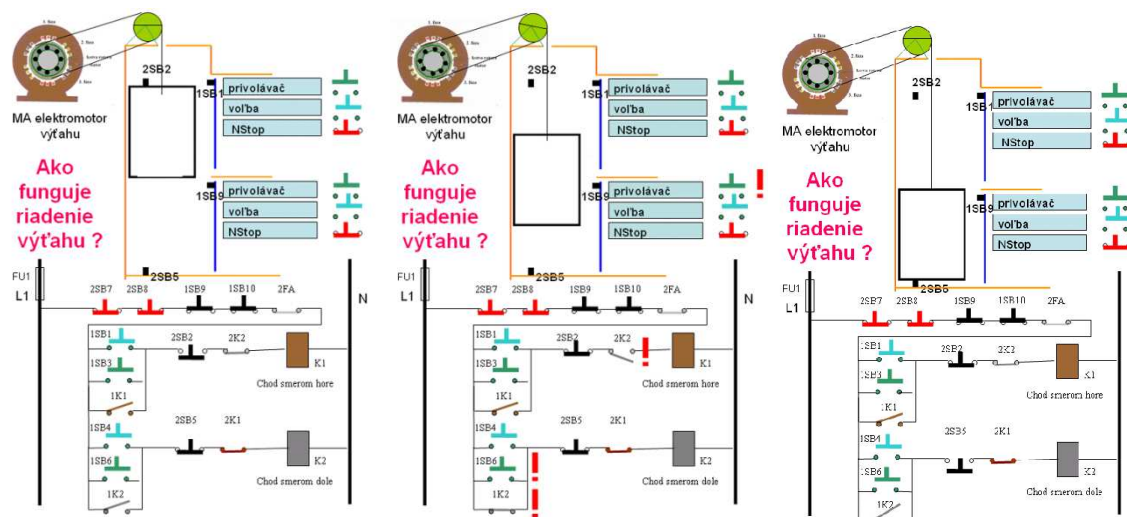 2SB2
1SB1
privolávač
voľba
NStop
MA elektromotor
výťahu
Ako
funguje
riadenie
výťahu ?
1SB9
privolávač
voľba
NStop
2SB5
FU1
L1
N
2SB7 2SB8 1SB9 1SB10 2FA
1SB1
2SB2 2K2
1SB3
K1
1K1
Chod smerom hore
1SB4
2SB5 2K1
1SB6
K2
1K2
Chod smerom dole
2SB2
1SB1
privolávač
voľba
NStop
MA elektromotor
výťahu
Ako
funguje
riadenie
výťahu ?
1SB9
privolávač
voľba
NStop
!
2SB5
FU1
L1
N
2SB7 2SB8 1SB9 1SB10 2FA
1SB1
2SB2 2K2 !
1SB3
K1
1K1
Chod smerom hore
1SB4
2SB5 2K1
1SB6 !
K2
1K2 !
Chod smerom dole
2SB2
1SB1
privolávač
voľba
NStop
MA elektromotor
výťahu
Ako
funguje
riadenie
výťahu ?
1SB9
privolávač
voľba
NStop
2SB5
FU1
L1
N
2SB7 2SB8 1SB9 1SB10 2FA
1SB1
2SB2 2K2
1SB3
K1
1K1
Chod smerom hore
1SB4
2SB5 2K1
1SB6
K2
1K2
Chod smerom dole